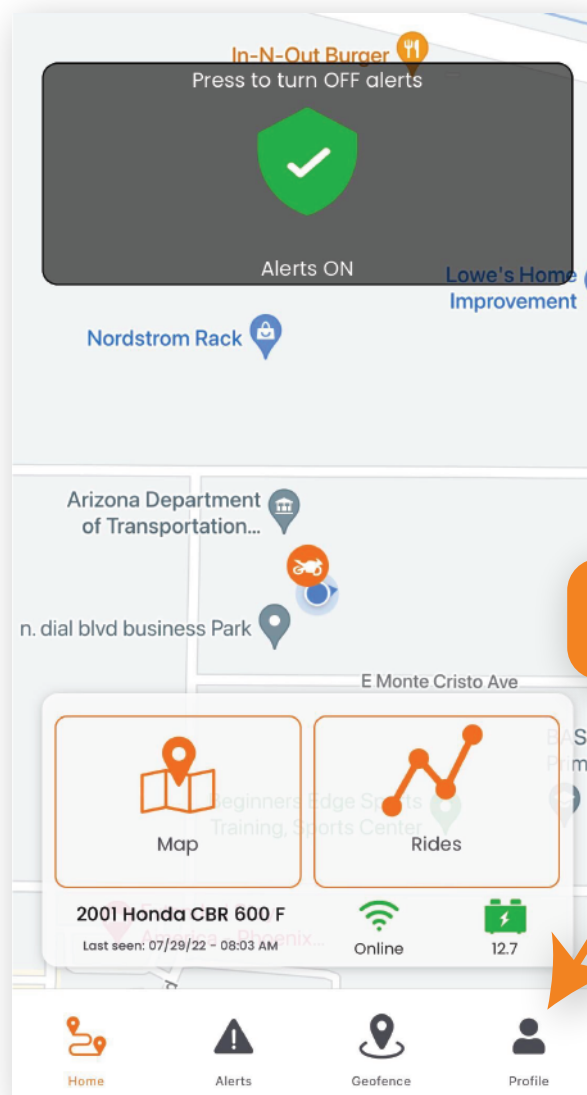 In-N-Out Burger
Press to turn OFF alerts
Alerts ON
Lowe's Home
Improvement
Nordstrom Rack
Arizona Department
of Transportation...
n. dial blvd business Park
E Monte Cristo Ave
Map
Rides
Beginners Edge Sports
Training, Sports Center
2001 Honda CBR 600 F
Last seen: 07/29/22 - 08:03 AM
Online
12.7
Home
Alerts
Geofence
Profile